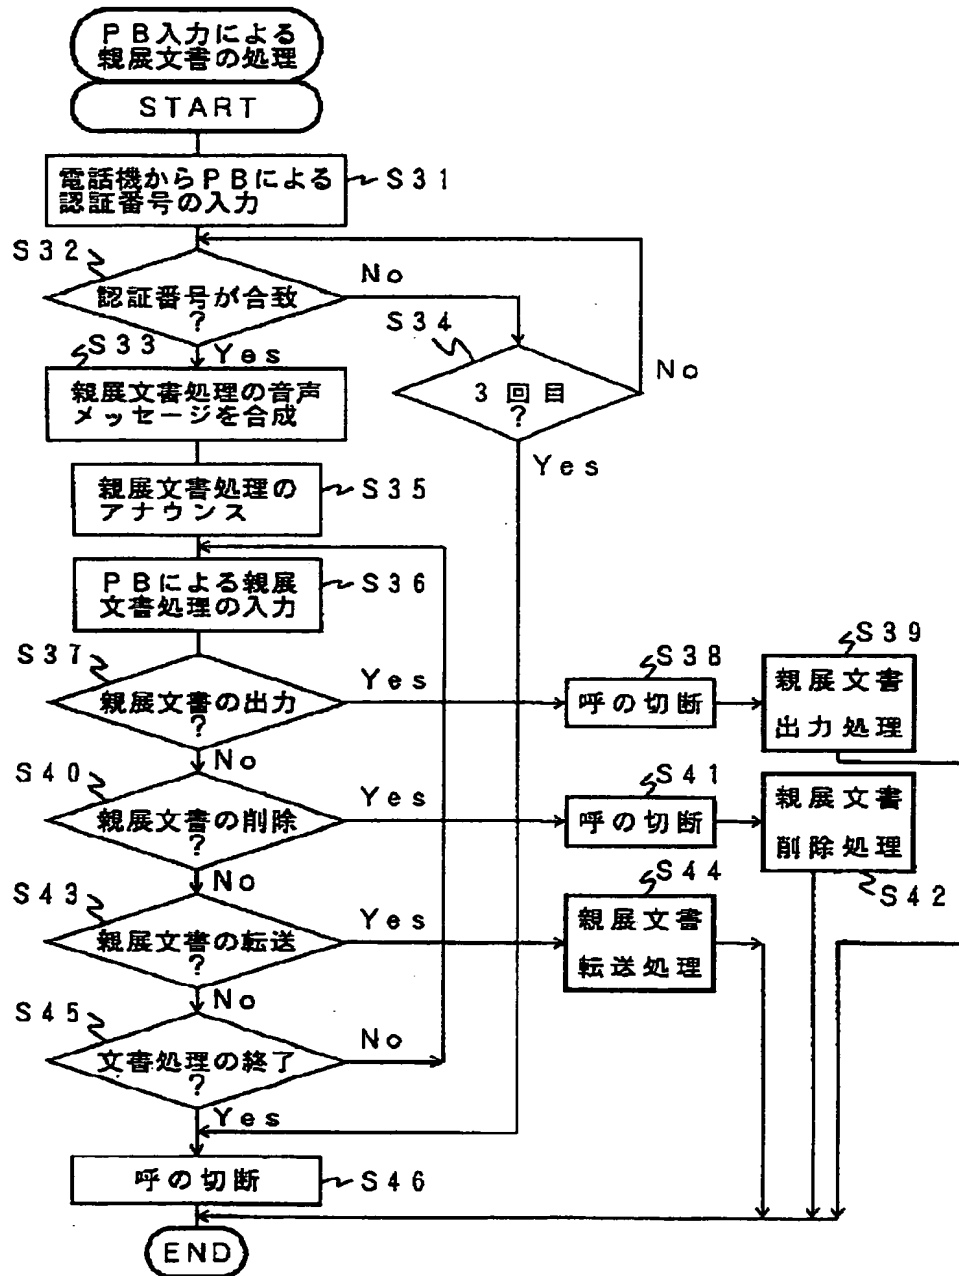 PB入力による
親展文書の処理
START
電話機からPBによる
認証番号の入力
S31
S32
認証番号が合致
?
No
Yes
S33
親展文書処理の音声
メッセージを合成
S34
3回目
?
No
Yes
親展文書処理の
アナウンス
S35
PBによる親展
文書処理の入力
S36
S37
親展文書の出力
?
Yes
No
S38
呼の切断
S39
親展文書
出力処理
S40
親展文書の削除
?
Yes
No
S41
呼の切断
親展文書
削除処理
S42
S43
親展文書の転送
?
Yes
No
S44
親展文書
転送処理
S45
文書処理の終了
?
No
Yes
呼の切断
S46
END